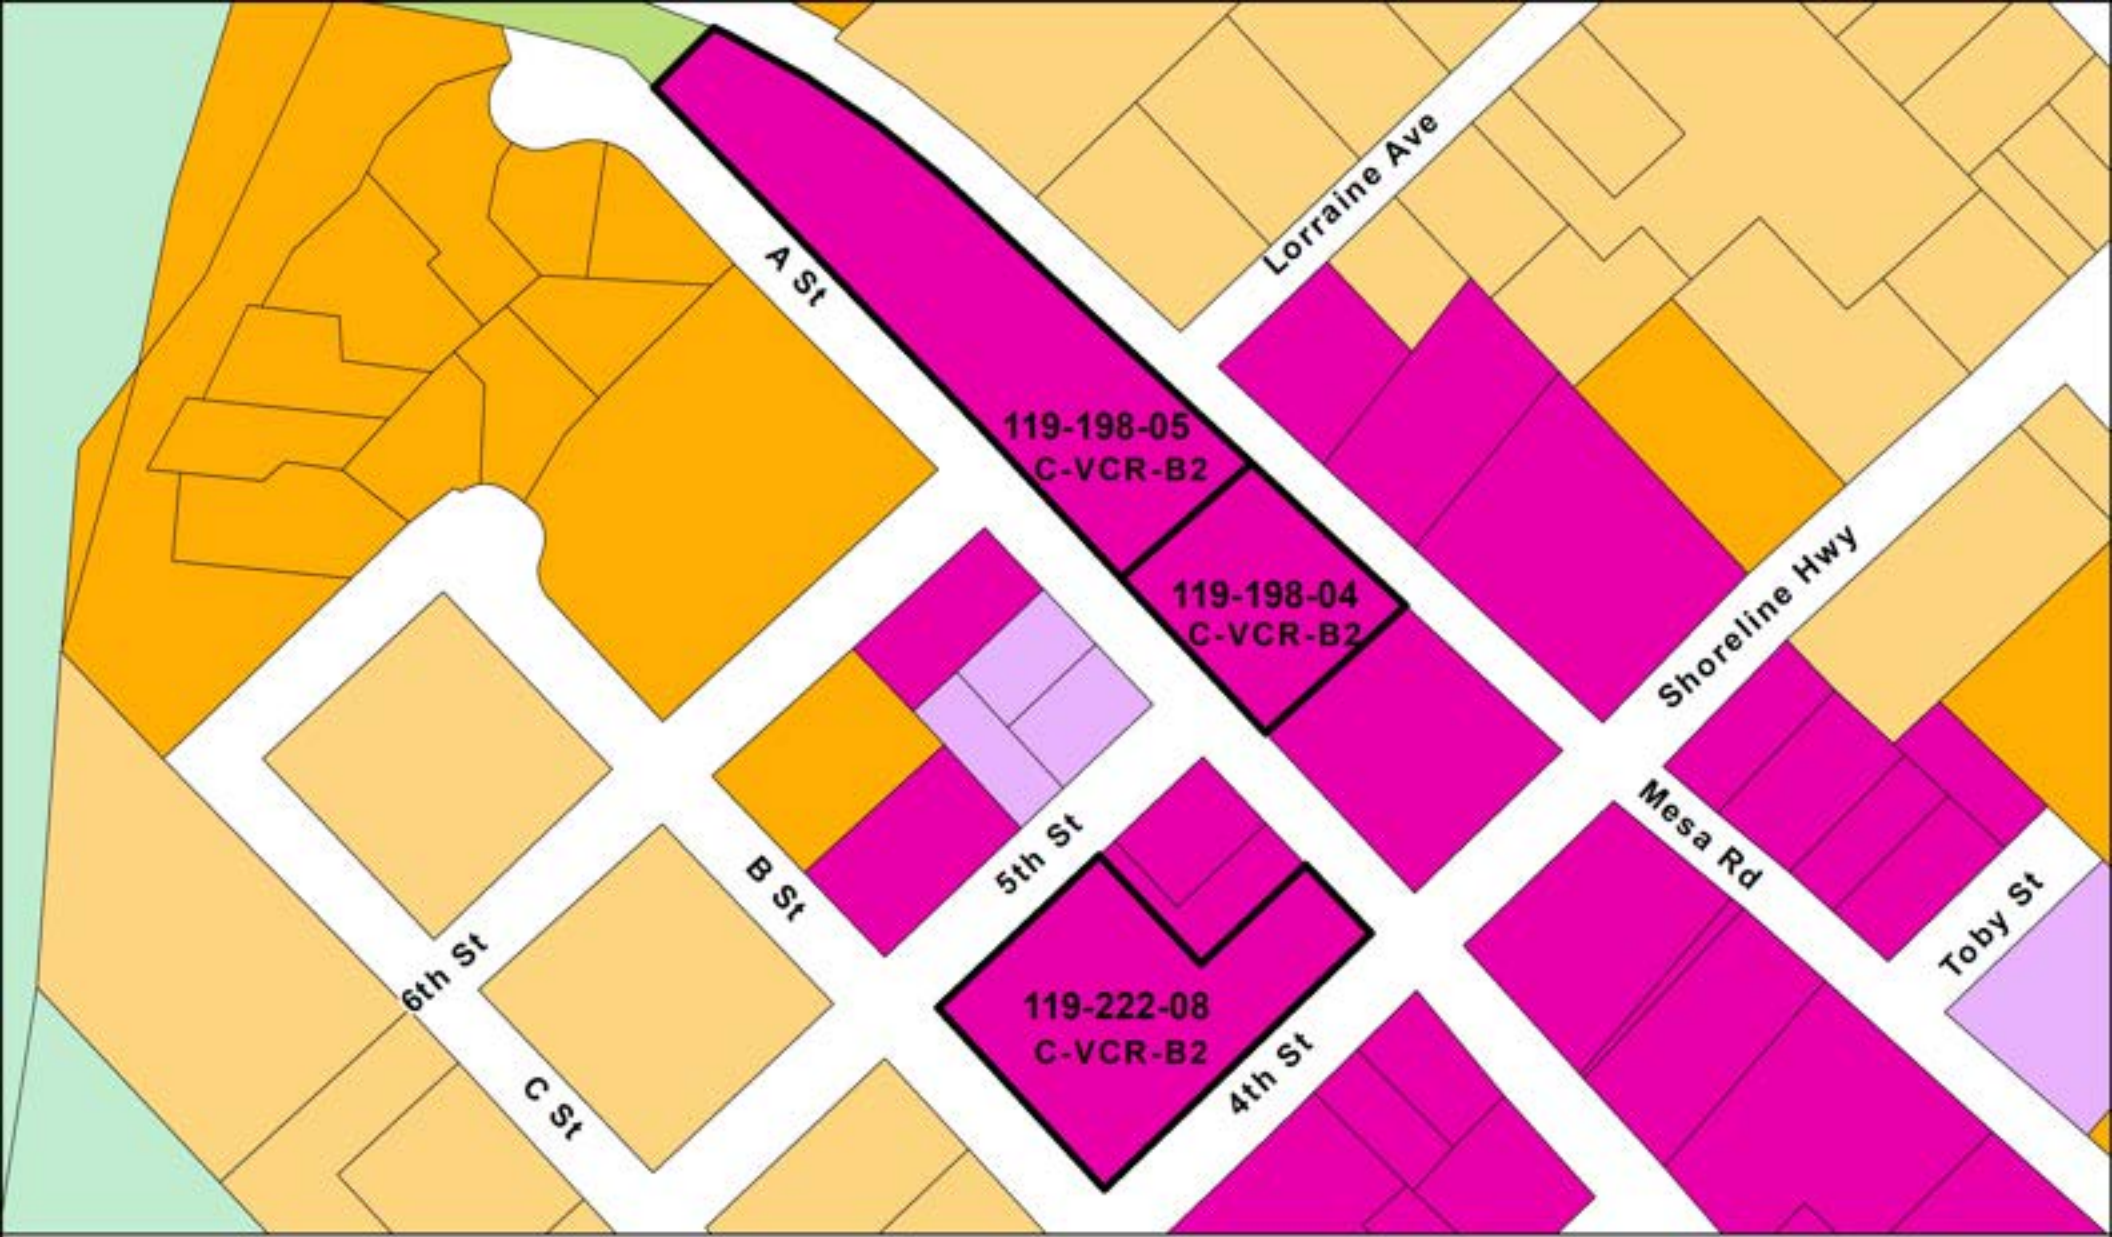 Lorraine Ave
A St
119-198-05
C-VCR-B2
119-198-04
C-VCR-B2
Shoreline Hwy
Mesa Rd
5th St
B St
Toby St
6th St
119-222-08
C-VCR-B2
4th St
C St